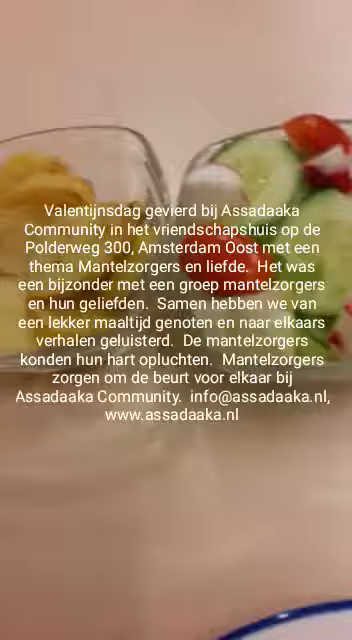 Valentijnsdag gevierd bij Assadaaka
Community in het vriendschapshuis op de
Polderweg 300, Amsterdam Oost met een
thema Mantelzorgers en liefde.  Het was
een bijzonder met een groep mantelzorgers
en hun geliefden.  Samen hebben we van
een lekker maaltijd genoten en naar elkaars
verhalen geluisterd.  De mantelzorgers
konden hun hart opluchten.  Mantelzorgers
zorgen om de beurt voor elkaar bij
Assadaaka Community.  info@assadaaka.nl,
www.assadaaka.nl